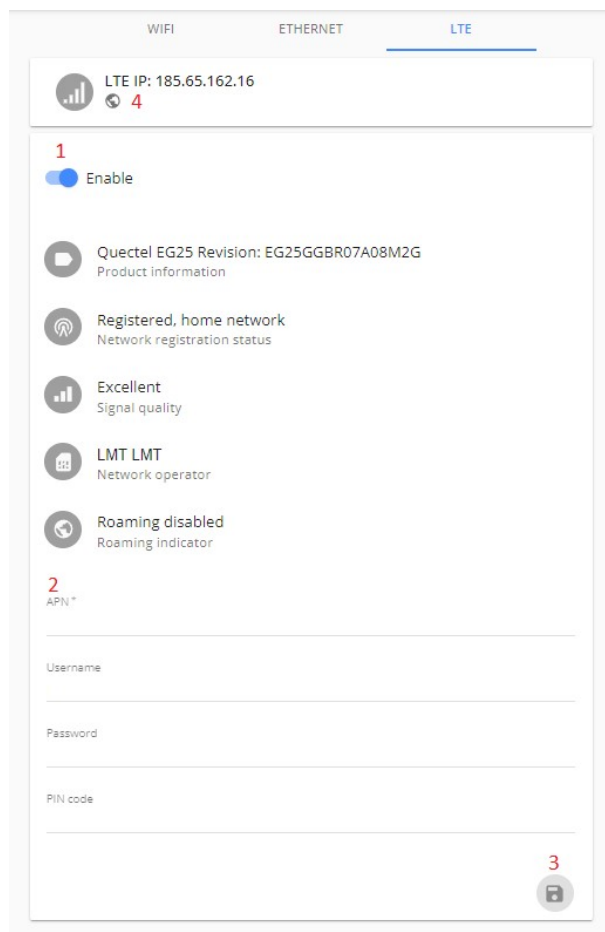 WIFI ETHERNET LTE
LTE IP: 185.65.162.16
4
1
Enable
Quectel EG25 Revision: EG25GGBR07A08M2G
Product information
Registered, home network
Network registration status
Excellent
Signal quality
LMT LMT
Network operator
Roaming disabled
Roaming indicator
2
APN *
Username
Password
PIN code
3